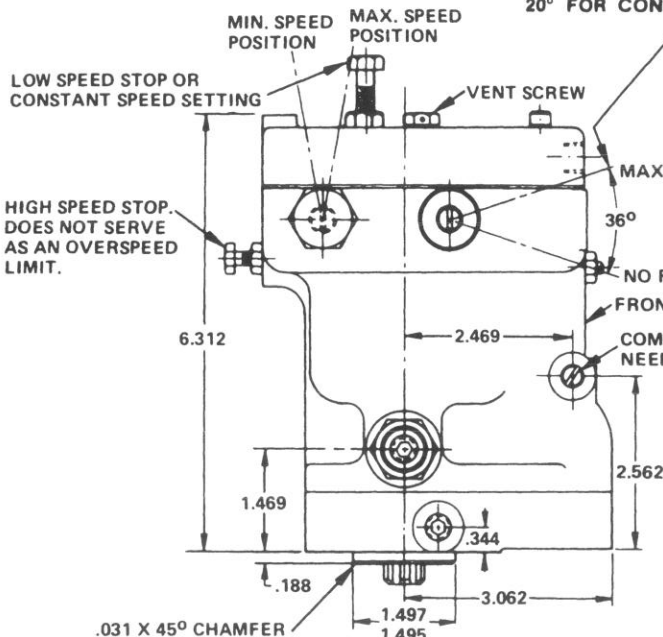 20° FOR CON
MIN. SPEED
POSITION
MAX. SPEED
POSITION
LOW SPEED STOP OR
CONSTANT SPEED SETTING
VENT SCREW
MAX
HIGH SPEED STOP.
DOES NOT SERVE
AS AN OVERSPEED
LIMIT.
36°
NO F
FRON
6.312
2.469
COM
NEE
1.469
2.562
.344
.188
3.062
.031 X 45° CHAMFER
1.497
1.495